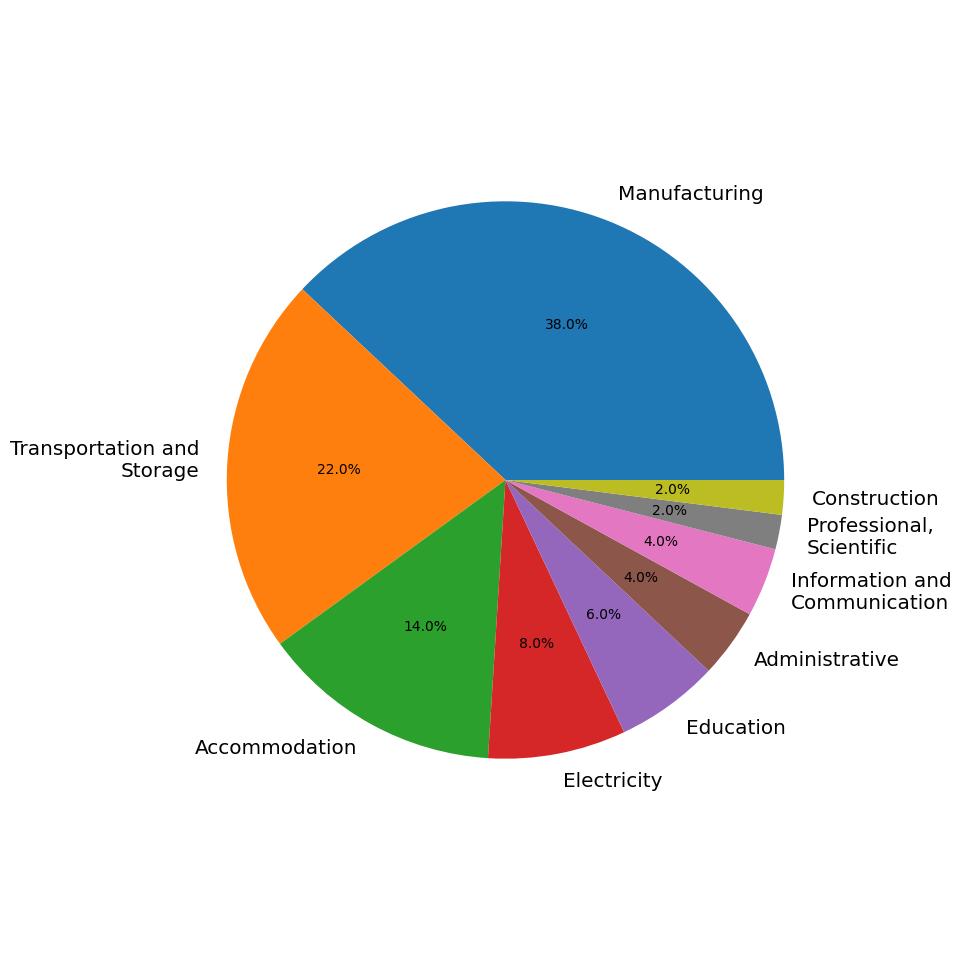 Manufacturing
38.0%
Transportation and
Storage
22.0%
2.0%
Construction
2.0%
Professional,
Scientific
4.0%
Information and
Communication
4.0%
Administrative
14.0%
8.0%
6.0%
Education
Accommodation
Electricity